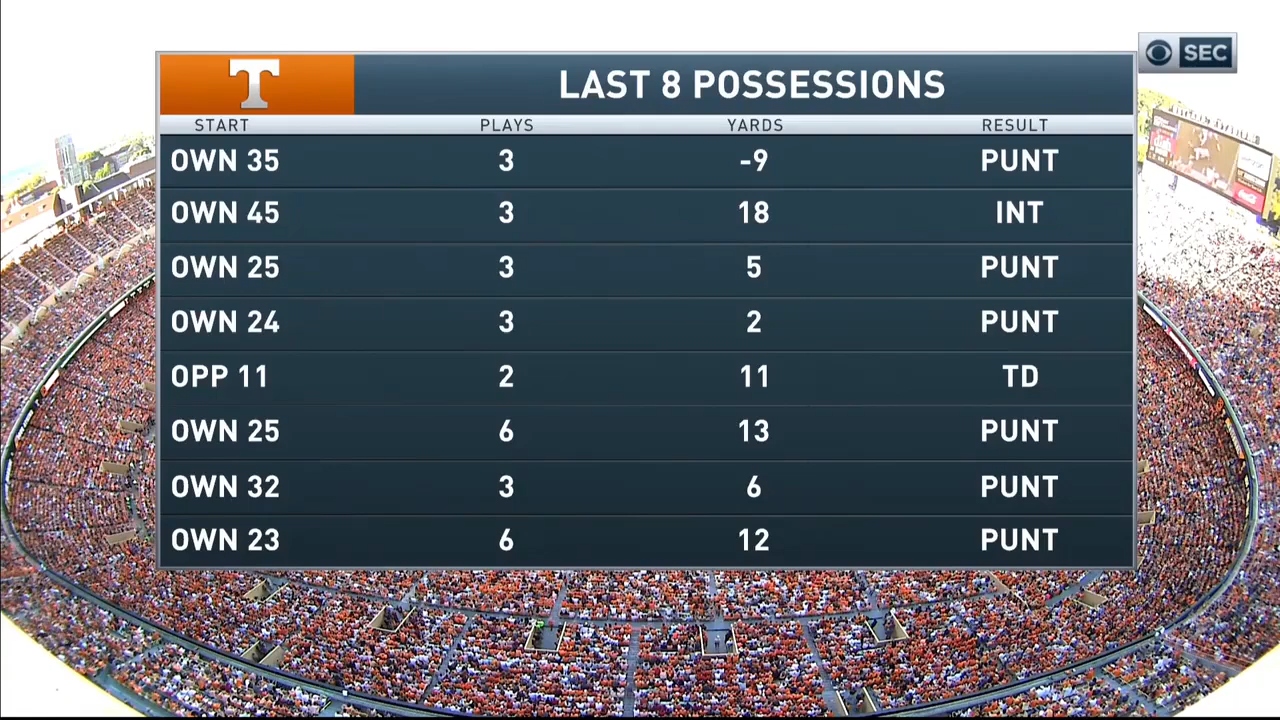 SEC
T LAST 8 POSSESSIONS
START PLAYS YARDS RESULT
OWN 35 3 -9 PUNT
OWN 45 3 18 INT
OWN 25 3 5 PUNT
OWN 24 3 2 PUNT
OPP 11 2 11 TD
OWN 25 6 13 PUNT
OWN 32 3 6 PUNT
OWN 23 6 12 PUNT